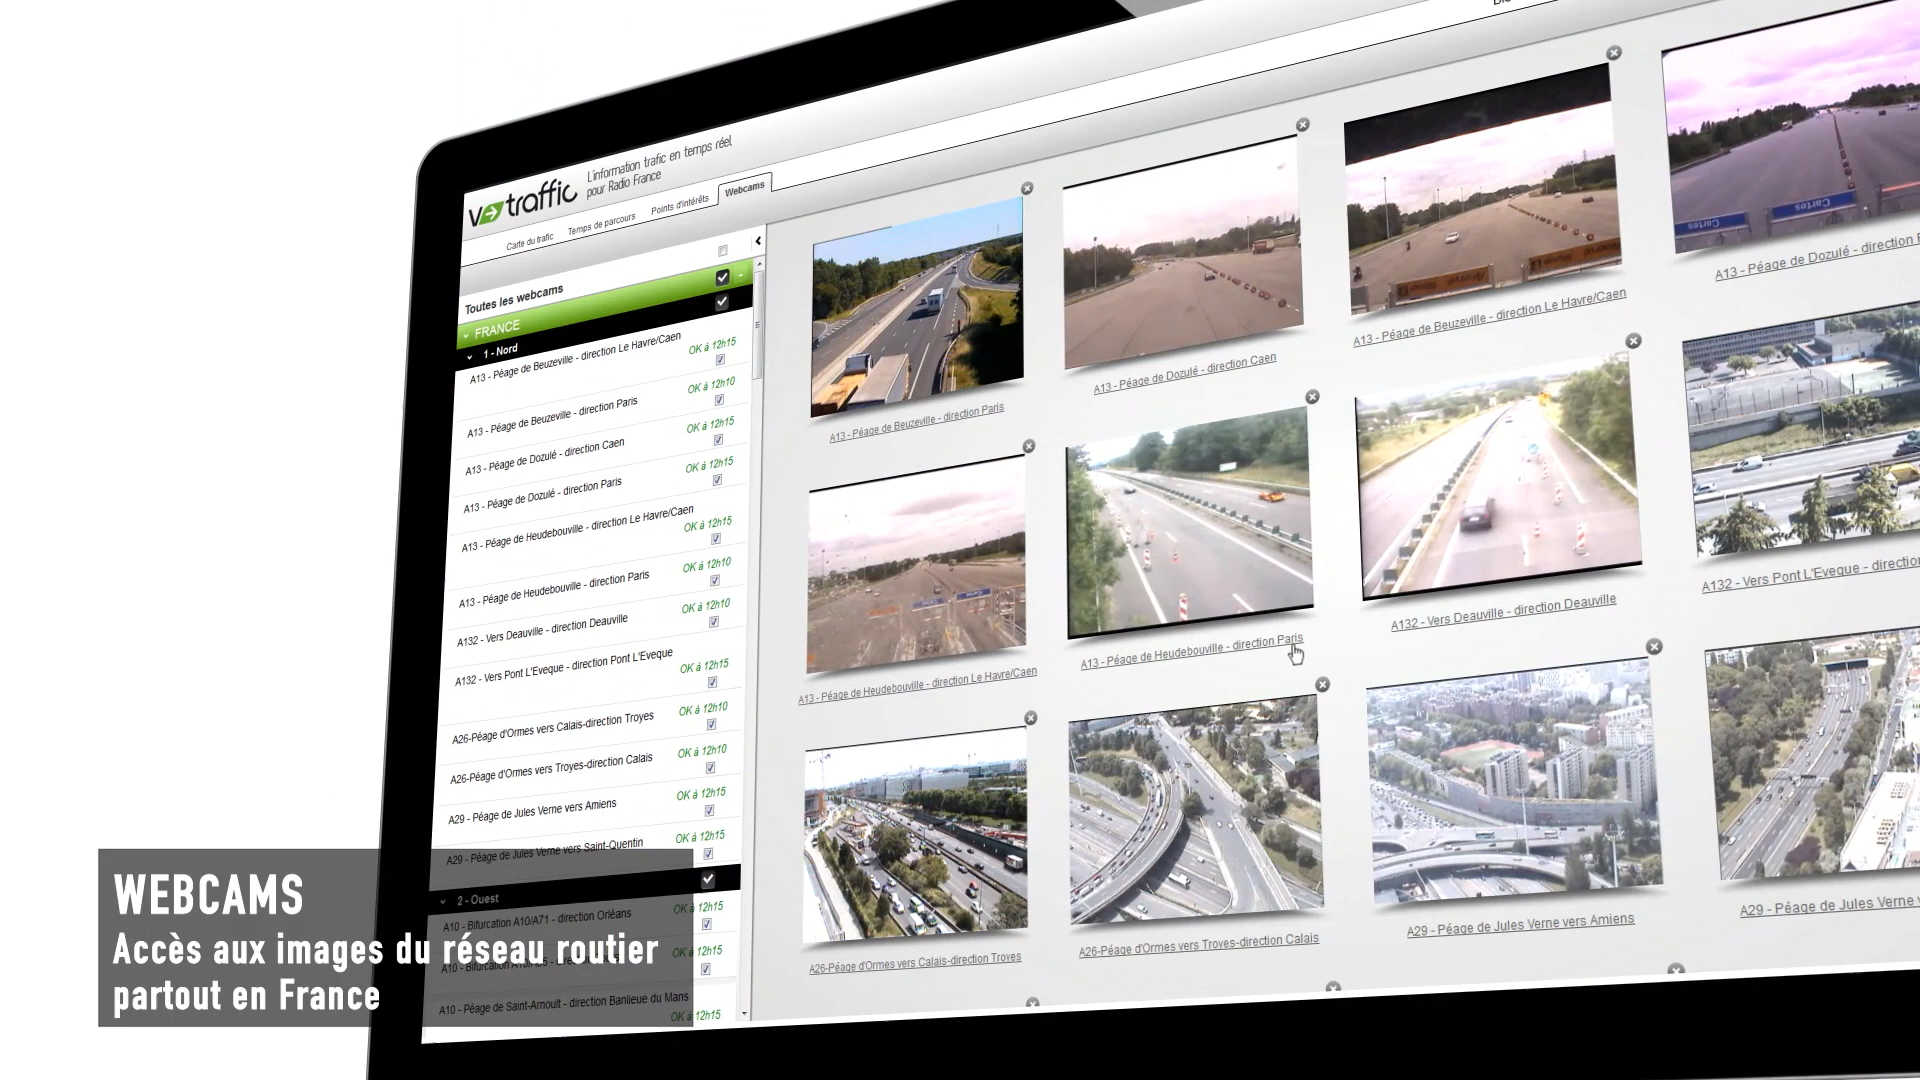 V traffic
L'information trafic en temps réel
pour Radio France
Carte du trafic
Temps de parcours
Points d'intérêts
Webcams
Toutes les webcams
FRANCE
1 - Nord
A13 - Péage de Beuzeville - direction Le Havre/Caen
OK à 12h15
A13 - Péage de Beuzeville - direction Paris
OK à 12h10
A13 - Péage de Dozulé - direction Caen
OK à 12h15
A13 - Péage de Dozulé - direction Paris
OK à 12h15
A13 - Péage de Heudebouville - direction Le Havre/Caen
OK à 12h15
A13 - Péage de Heudebouville - direction Paris
OK à 12h10
A132 - Vers Deauville - direction Deauville
OK à 12h10
A132 - Vers Pont L'Eveque - direction Pont L'Eveque
OK à 12h15
A26-Péage d'Ormes vers Calais-direction Troyes
OK à 12h10
A26-Péage d'Ormes vers Troyes-direction Calais
OK à 12h10
A29 - Péage de Jules Verne vers Amiens
OK à 12h15
A29 - Péage de Jules Verne vers Saint-Quentin
OK à 12h15
2 - Ouest
A10 - Bifurcation A10/A71 - direction Orléans
OK à 12h15
A10 - Bifurcation
12h15
A10 - Péage de Saint-Arnoult - direction Banlieue du Mans
OK à 12h15
A13 - Péage de Beuzeville - direction Paris
A13 - Péage de Dozulé - direction Caen
A13 - Péage de Beuzeville - direction Le Havre/Caen
Cartes
Cartes
A13 - Péage de Dozulé - direction
A13 - Péage de Heudebouville - direction Le Havre/Caen
A13 - Péage de Heudebouville - direction Paris
A132 - Vers Deauville - direction Deauville
A132 - Vers Pont L'Eveque - direction
A26-Péage d'Ormes vers Calais-direction Troyes
A26-Péage d'Ormes vers Troyes-direction Calais
A29 - Péage de Jules Verne vers Amiens
A29 - Péage de Jules Verne vers
WEBCAMS
Accès aux images du réseau routier
partout en France